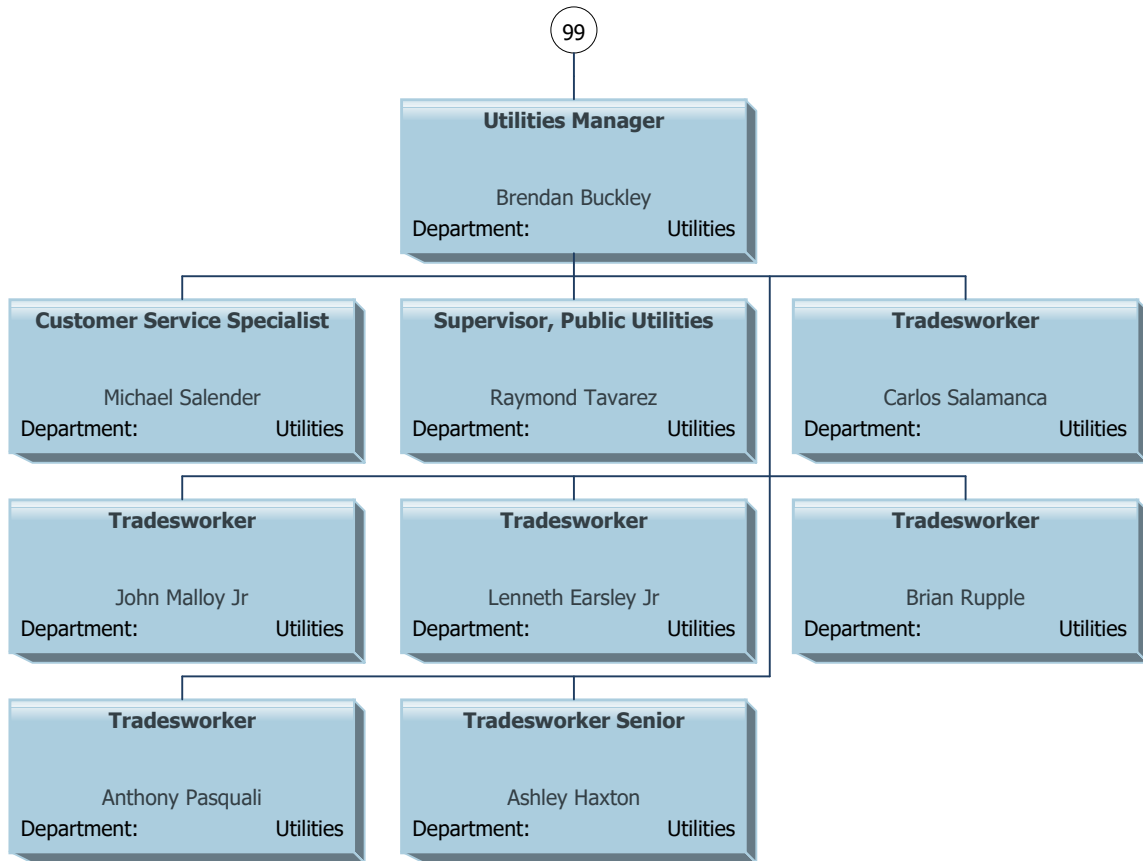 99
Utilities Manager
Brendan Buckley
Department: Utilities
Customer Service Specialist
Michael Salender
Department: Utilities
Supervisor, Public Utilities
Raymond Tavarez
Department: Utilities
Tradesworker
Carlos Salamanca
Department: Utilities
Tradesworker
John Malloy Jr
Department: Utilities
Tradesworker
Lenneth Earsley Jr
Department: Utilities
Tradesworker
Brian Rupple
Department: Utilities
Tradesworker
Anthony Pasquali
Department: Utilities
Tradesworker Senior
Ashley Haxton
Department: Utilities